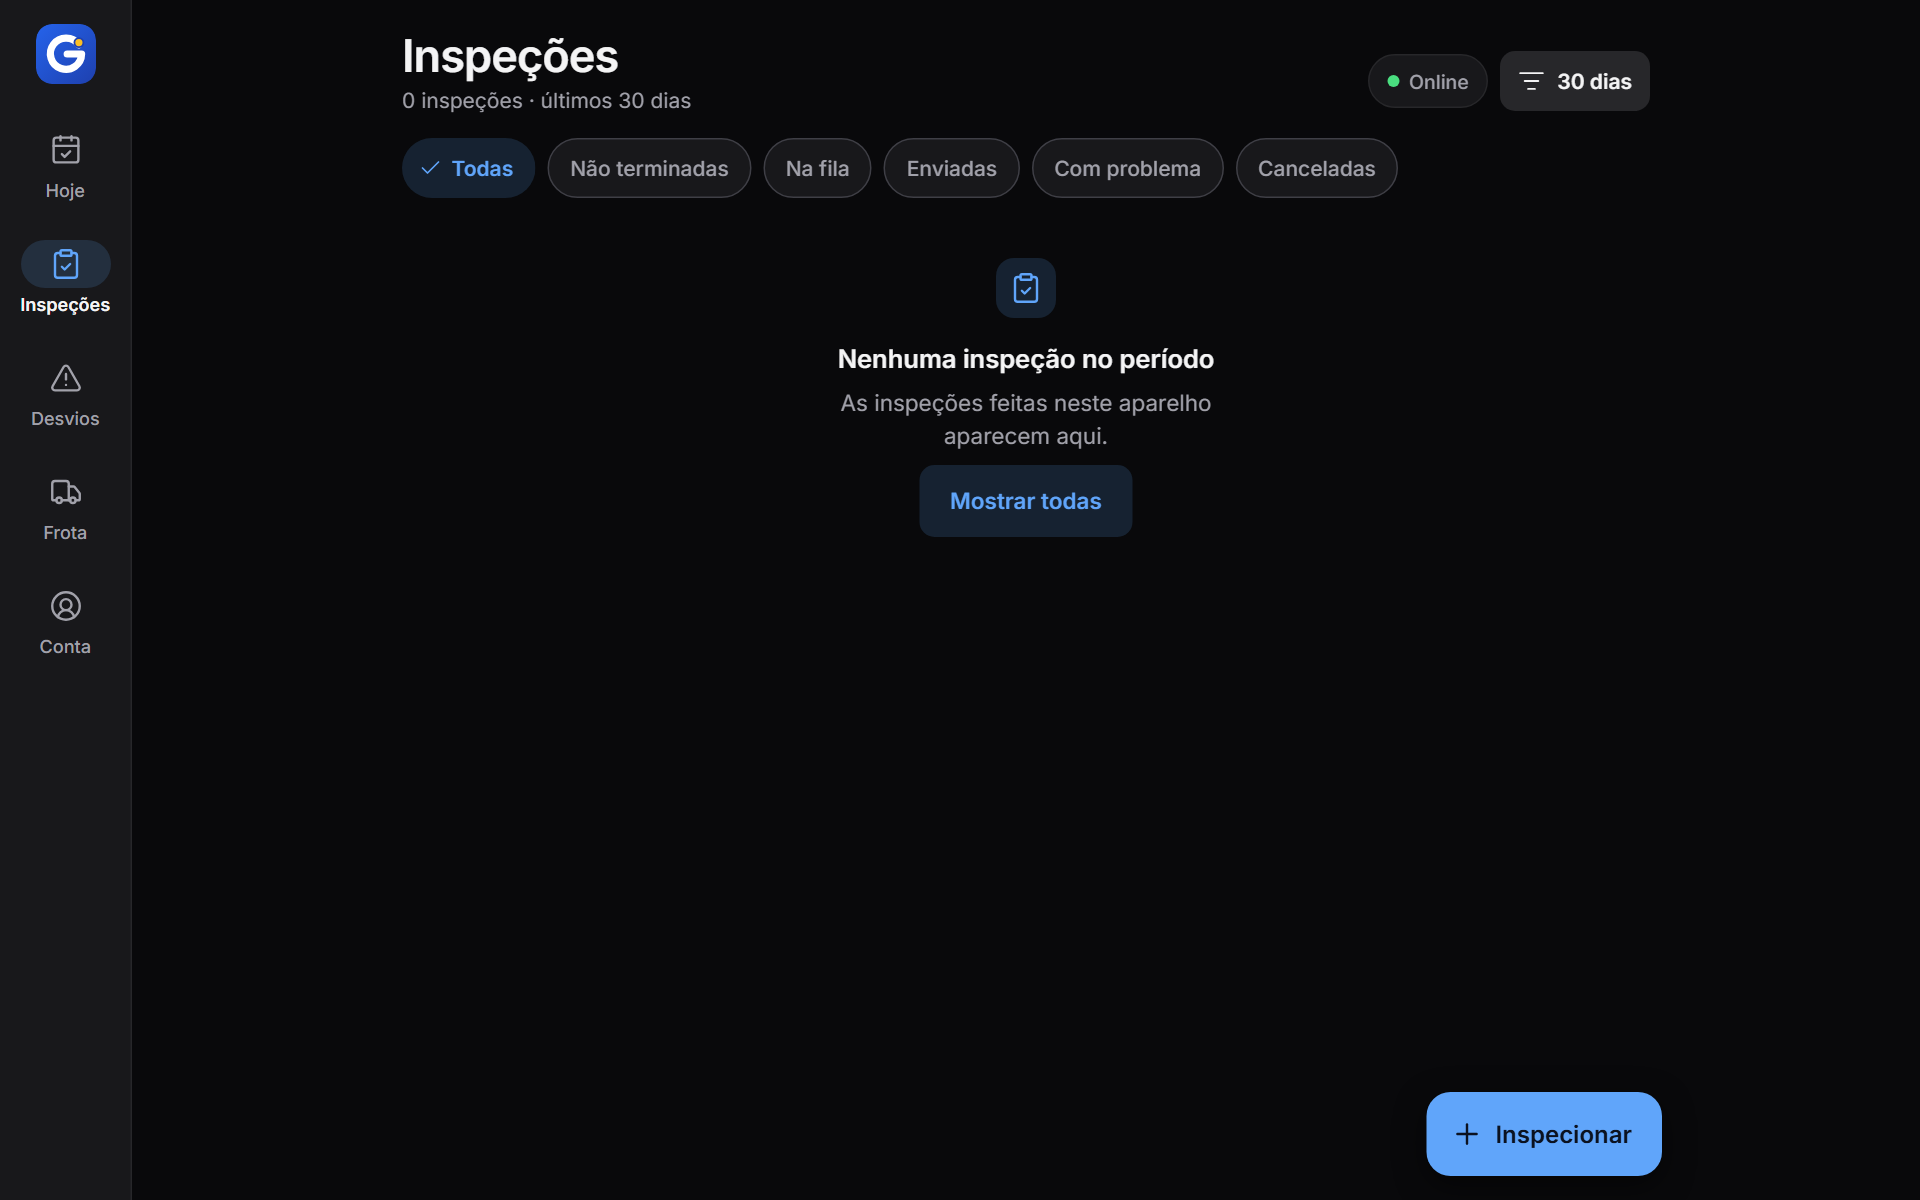 Inspeções
0 inspeções · últimos 30 dias
Online
30 dias
Todas
Não terminadas
Na fila
Enviadas
Com problema
Canceladas
Hoje
Inspeções
Desvios
Frota
Conta
Nenhuma inspeção no período
As inspeções feitas neste aparelho
aparecem aqui.
Mostrar todas
Inspecionar